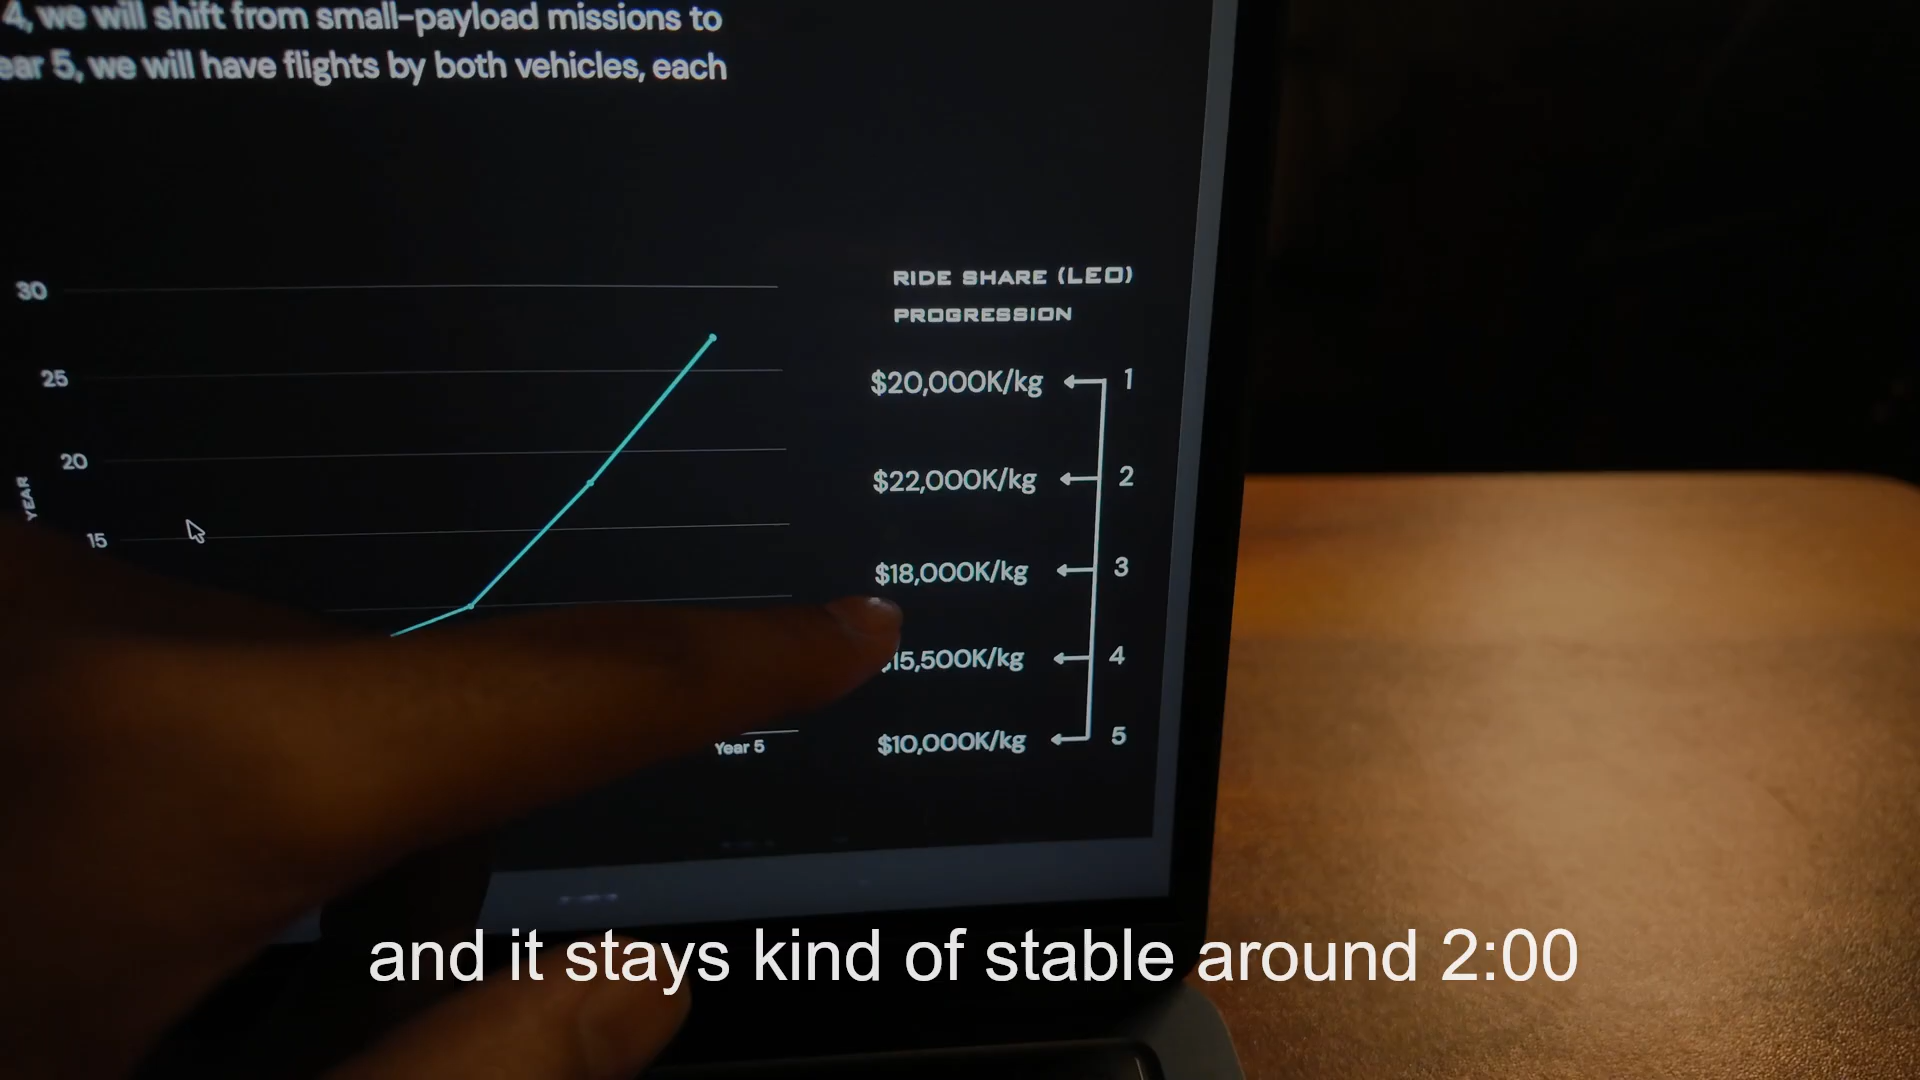 4, we will shift from small-payload missions to
ear 5, we will have flights by both vehicles, each
30
25
20
15
YEAR
Year 5
RIDE SHARE (LEO)
PROGRESSION
$20,000K/kg 1
$22,000K/kg 2
$18,000K/kg 3
15,500K/kg 4
$10,000K/kg 5
and it stays kind of stable around 2:00